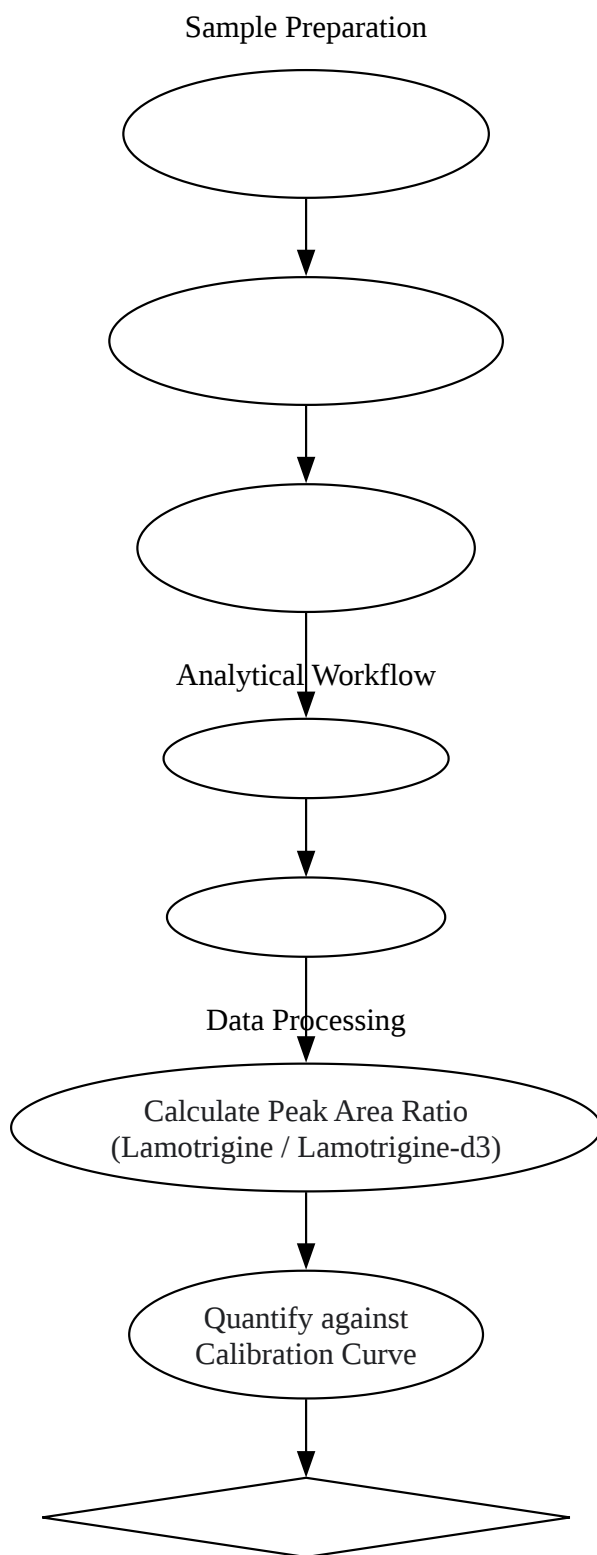 Sample Preparation
Analytical Workflow
Data Processing
Calculate Peak Area Ratio
(Lamotrigine / Lamotrigine-d3)
Quantify against
Calibration Curve